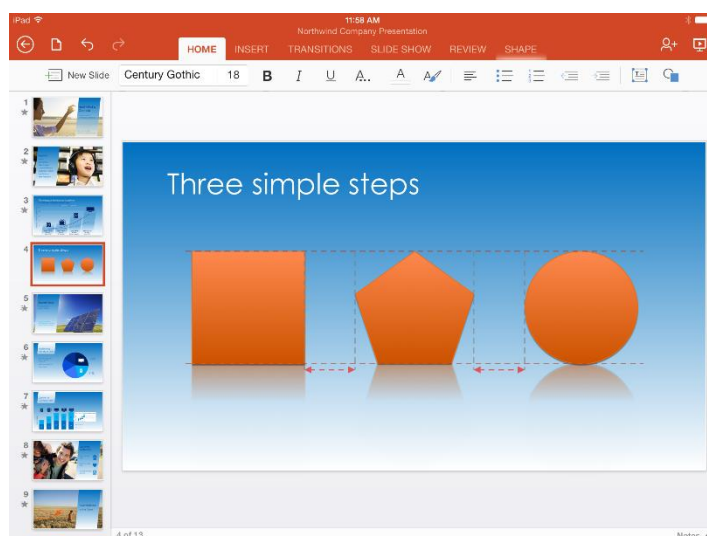 iPad 11:58 AM
Northwind Company Presentation
HOME INSERT TRANSITIONS SLIDE SHOW REVIEW SHAPE
New Slide Century Gothic 18 B I U A.. A A
1
2
3
4
Three simple steps
5
6
7
8
9
4 of 13 Notes